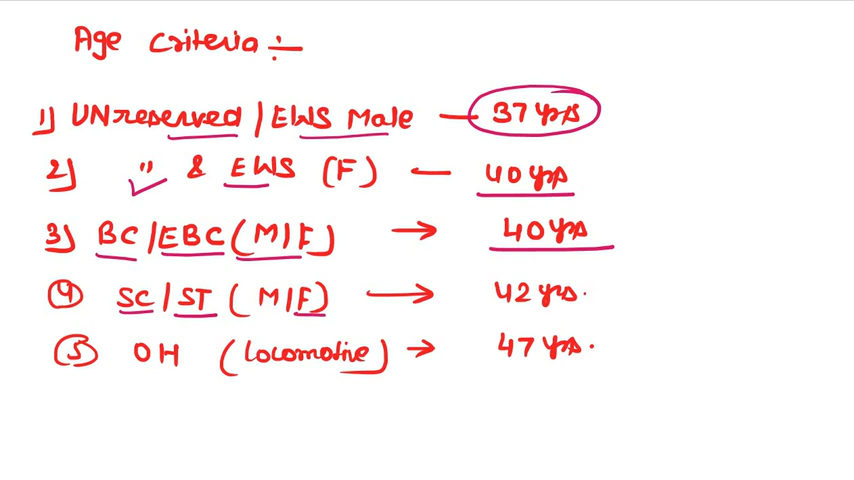 Age criteria :-
1) UNreserved / EWS Male — 37 yrs
2) " & EWS (F) — 40 yrs
3) BC / EBC (M/F) → 40 yrs
4) SC / ST (M/F) → 42 yrs.
5) OH (locomotive) → 47 yrs.